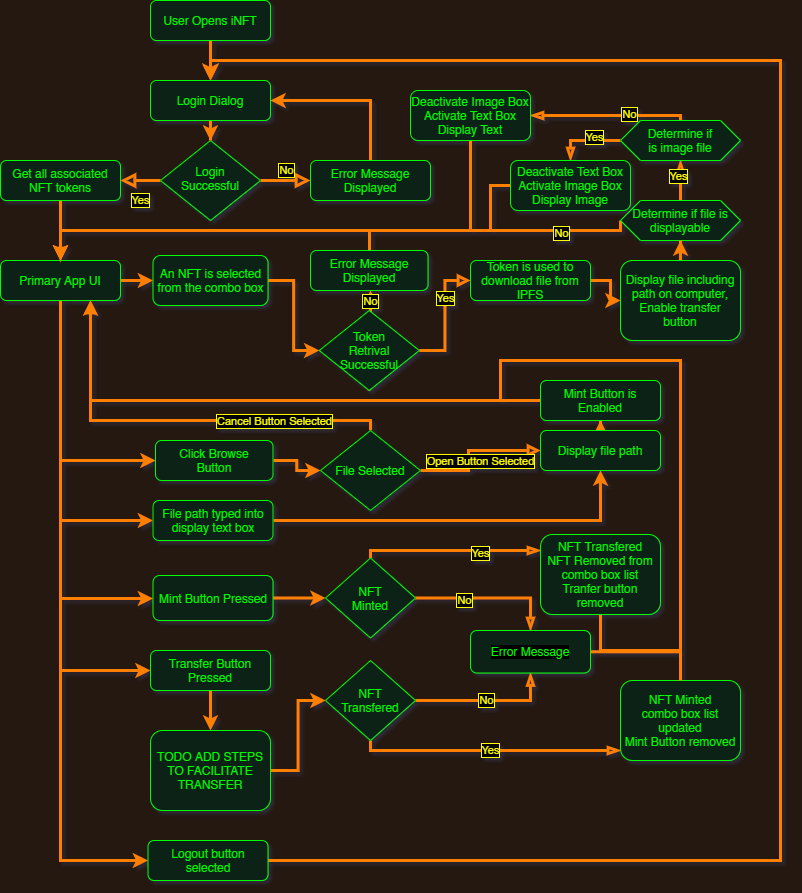 User Opens iNFT
Login Dialog
Deactivate Image Box
Activate Text Box
Display Text
No
Yes
Determine if
is image file
Login
Successful
No
Yes
Get all associated
NFT tokens
Error Message
Displayed
Deactivate Text Box
Activate Image Box
Display Image
Yes
Determine if file is
displayable
No
Primary App UI
An NFT is selected
from the combo box
Error Message
Displayed
No
Yes
Token
Retrival
Successful
Token is used to
download file from
IPFS
Display file including
path on computer,
Enable transfer
button
Mint Button is
Enabled
Cancel Button Selected
Click Browse
Button
File Selected
Open Button Selected
Display file path
File path typed into
display text box
Mint Button Pressed
NFT
Minted
Yes
No
NFT Transfered
NFT Removed from
combo box list
Tranfer button
removed
Error Message
Transfer Button
Pressed
NFT
Transfered
No
Yes
NFT Minted
combo box list
updated
Mint Button removed
TODO ADD STEPS
TO FACILITATE
TRANSFER
Logout button
selected